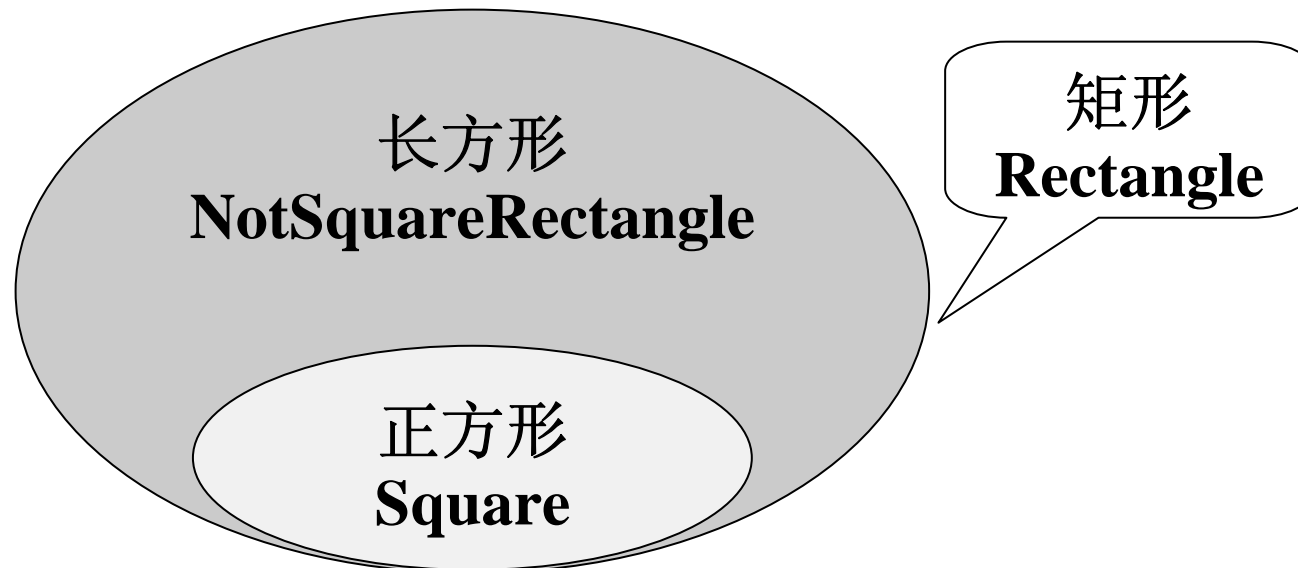 长方形
NotSquareRectangle
矩形
Rectangle
正方形
Square